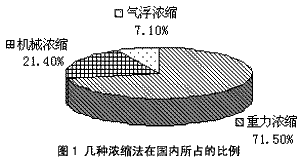 气浮浓缩
7.10%
机械浓缩
21.40%
重力浓缩
71.50%
图1 几种浓缩法在国内所占的比例